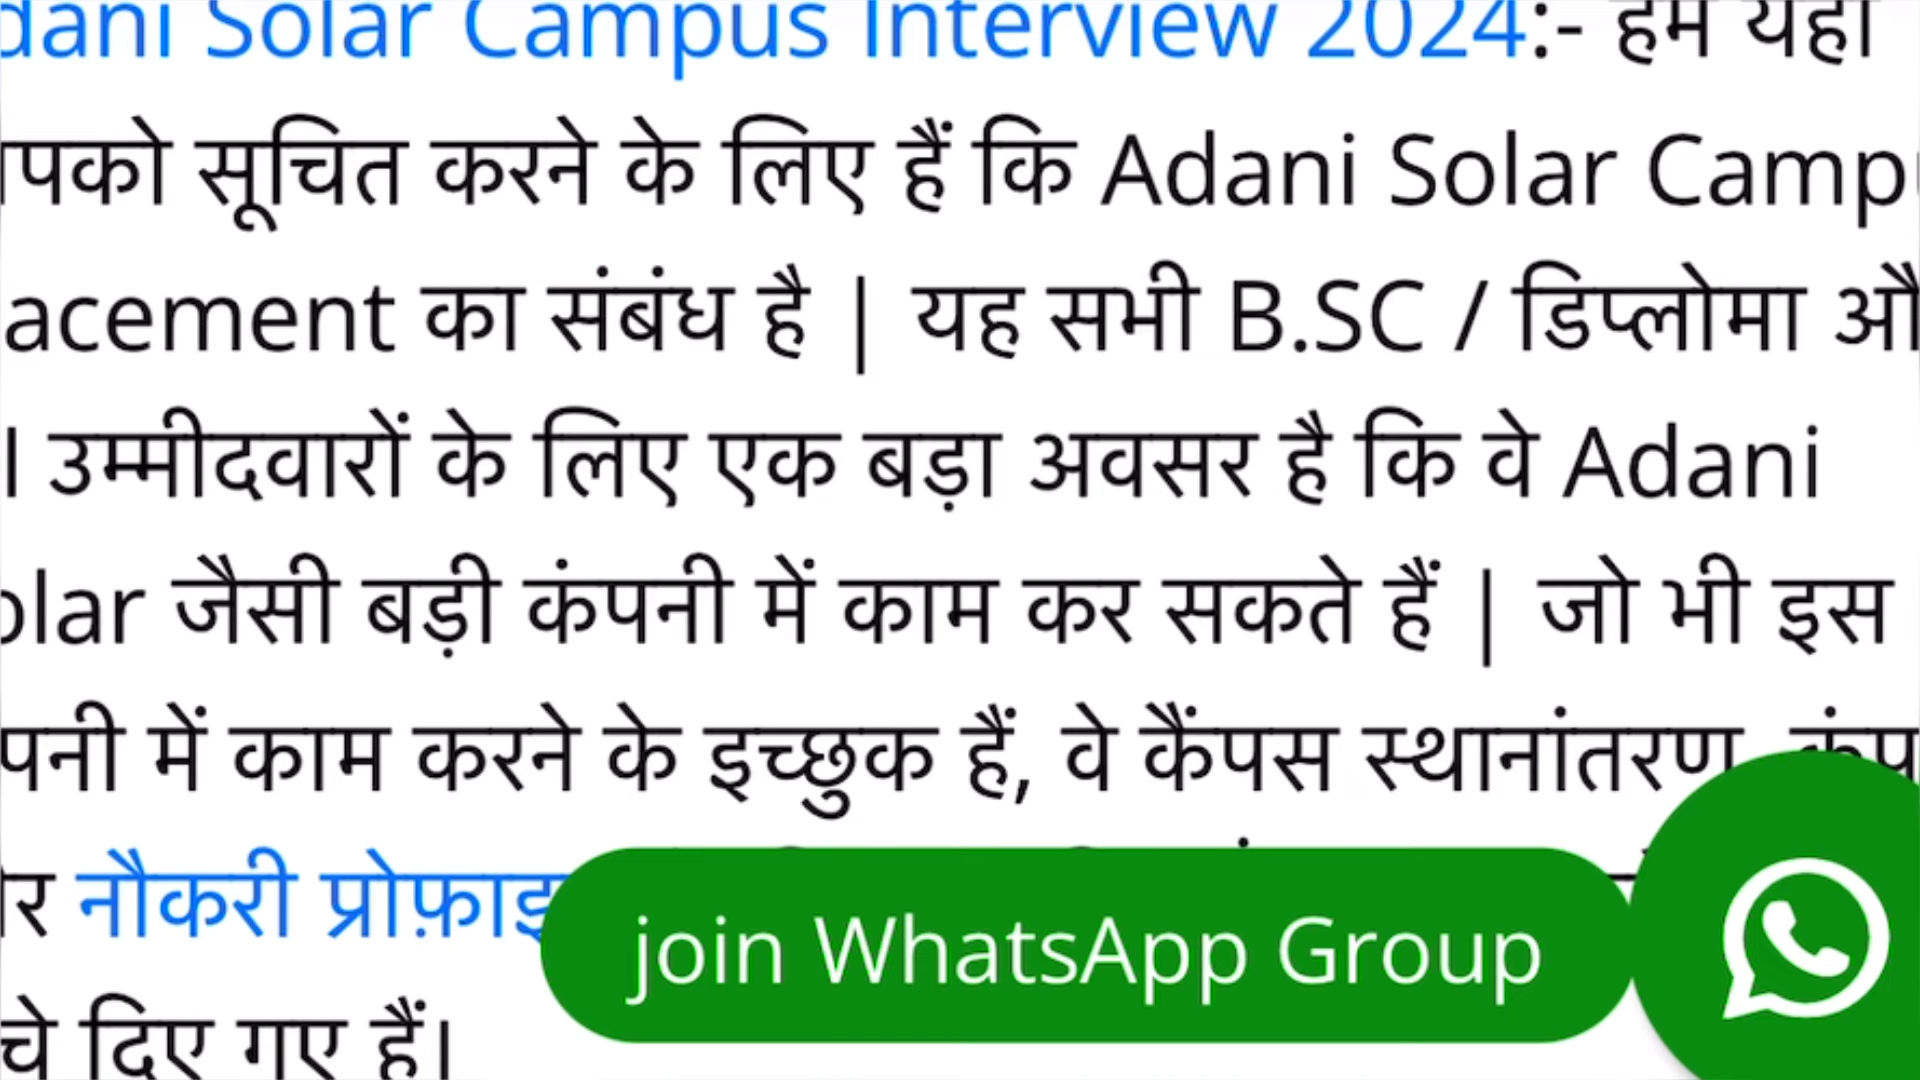 dani Solar Campus Interview 2024:- हम यहां
पको सूचित करने के लिए हैं कि Adani Solar Camp
acement का संबंध है | यह सभी B.SC / डिप्लोमा औ
उम्मीदवारों के लिए एक बड़ा अवसर है कि वे Adani
olar जैसी बड़ी कंपनी में काम कर सकते हैं | जो भी इस
पनी में काम करने के इच्छुक हैं, वे कैंपस स्थानांतरण, कंप
र नौकरी प्रोफ़ाइ
join WhatsApp Group
चे दिए गए हैं।